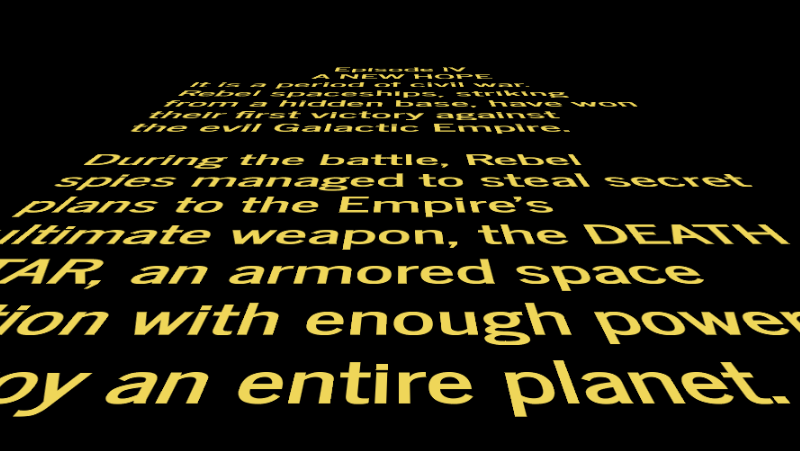 Episode IV
A NEW HOPE
It is a period of civil war.
Rebel spaceships, striking
from a hidden base, have won
their first victory against
the evil Galactic Empire.
During the battle, Rebel
spies managed to steal secret
plans to the Empire's
ultimate weapon, the DEATH
TAR, an armored space
tion with enough power
oy an entire planet.